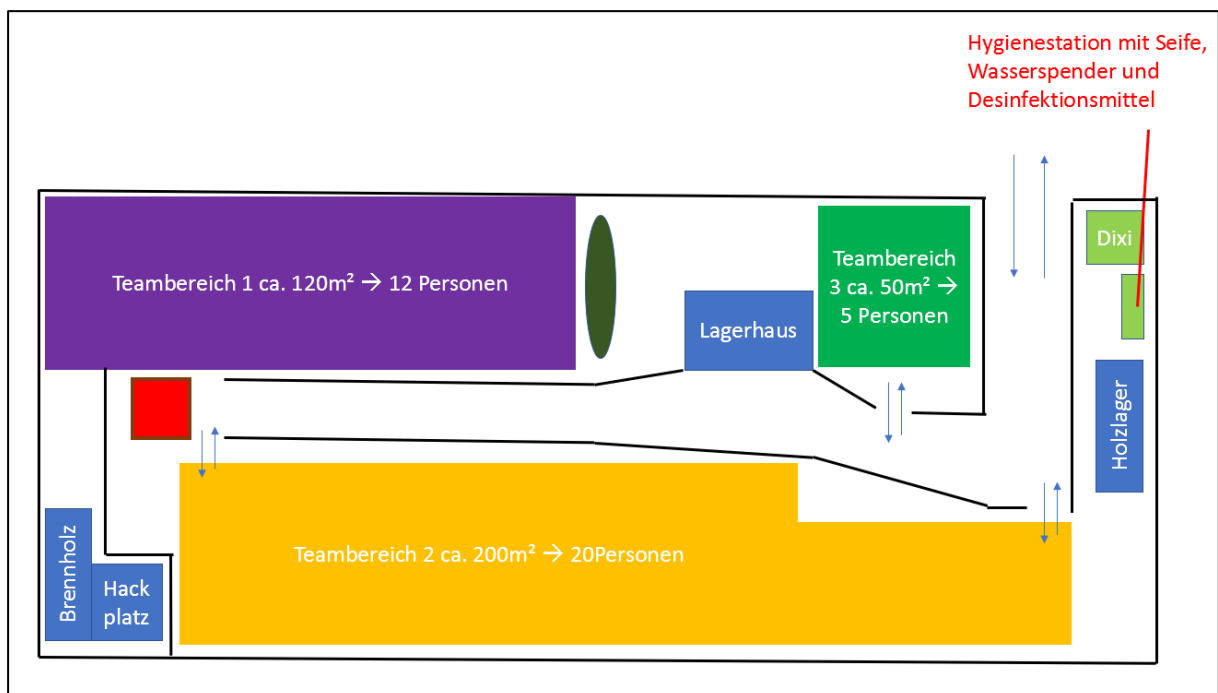 Hygienestation mit Seife,
Wasserspender und
Desinfektionsmittel
Dixi
Teambereich 1 ca. 120m² → 12 Personen
Teambereich
3 ca. 50m² →
5 Personen
Lagerhaus
Holzlager
Teambereich 2 ca. 200m² → 20Personen
Brennholz
Hack
platz